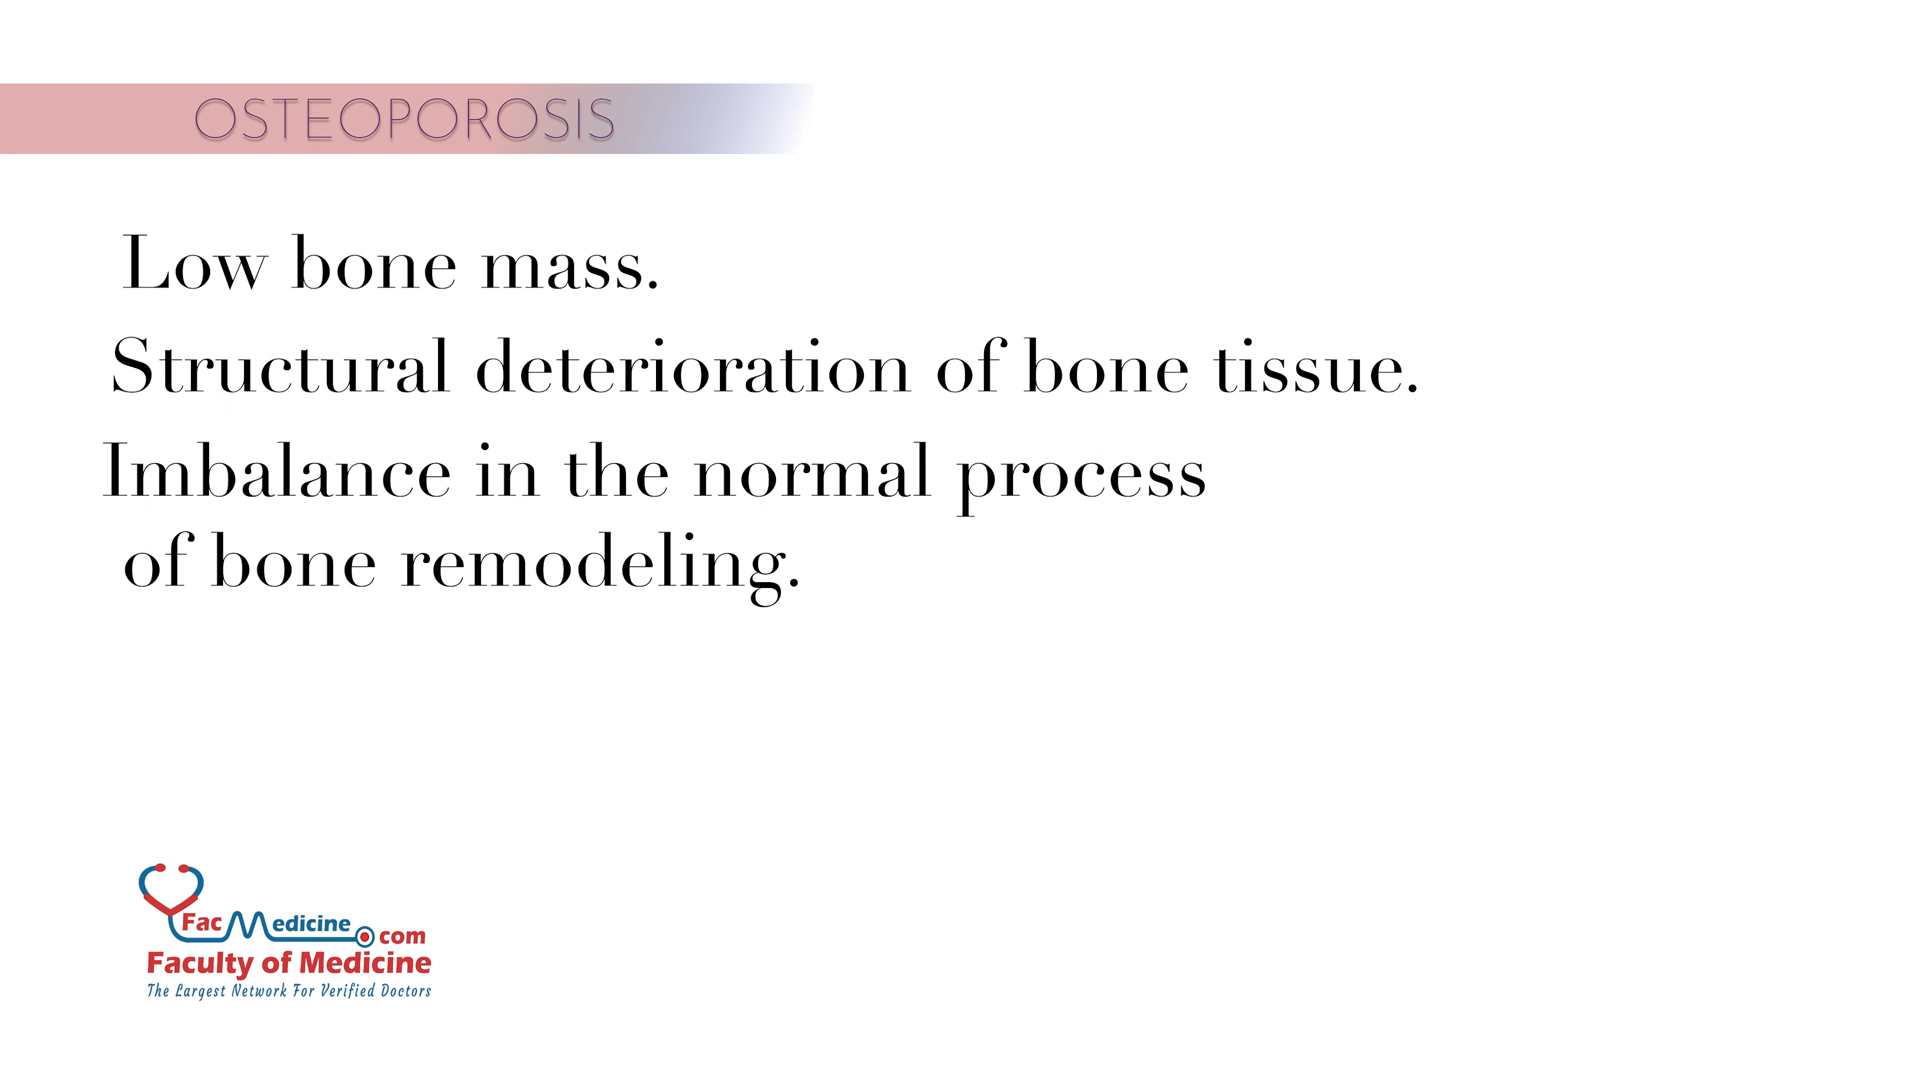 OSTEOPOROSIS
Low bone mass.
Structural deterioration of bone tissue.
Imbalance in the normal process
of bone remodeling.
FacMedicine.com
Faculty of Medicine
The Largest Network For Verified Doctors